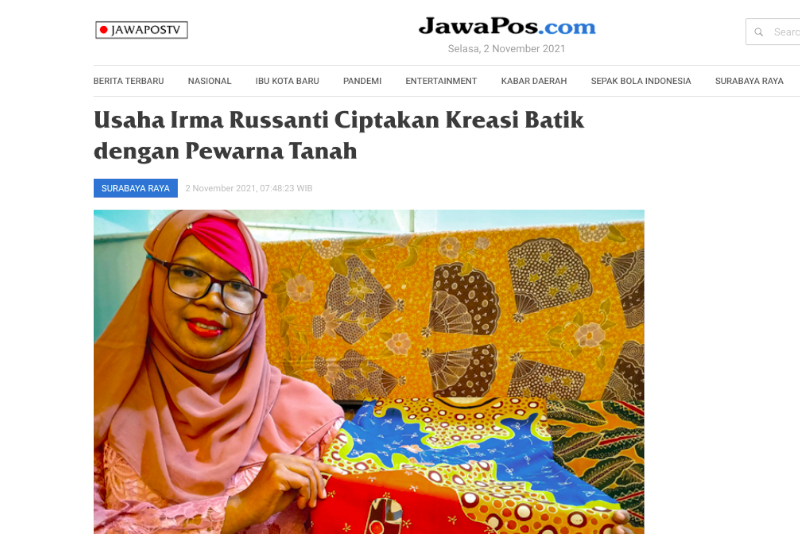 JAWAPOSTV
JawaPos.com
Selasa, 2 November 2021
Searc
BERITA TERBARU NASIONAL IBU KOTA BARU PANDEMI ENTERTAINMENT KABAR DAERAH SEPAK BOLA INDONESIA SURABAYA RAYA
Usaha Irma Russanti Ciptakan Kreasi Batik
dengan Pewarna Tanah
SURABAYA RAYA 2 November 2021, 07:48:23 WIB